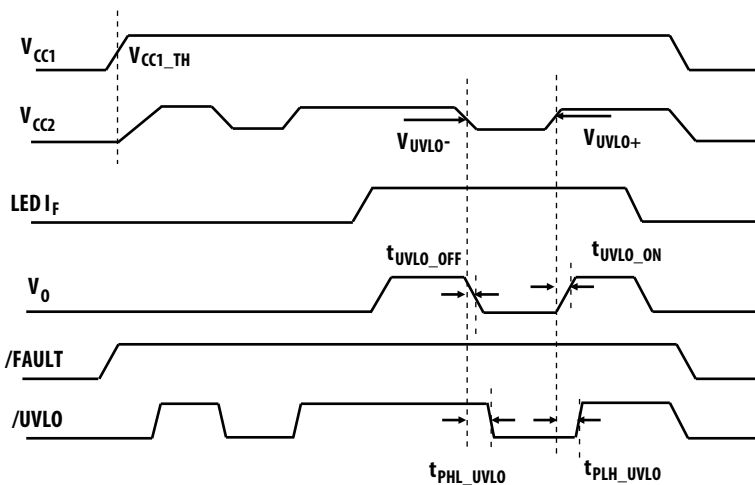 VCC1
VCC1_TH
VCC2
VUVLO-
VUVLO+
LED IF
tUVLO_OFF
tUVLO_ON
VO
/FAULT
/UVLO
tPHL_UVLO
tPLH_UVLO